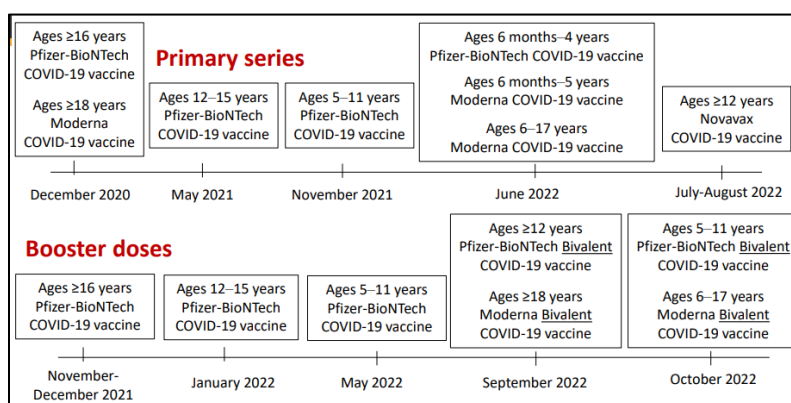 Primary series
Ages ≥16 years
Pfizer-BioNTech
COVID-19 vaccine
Ages ≥18 years
Moderna
COVID-19 vaccine
December 2020
Ages 12–15 years
Pfizer-BioNTech
COVID-19 vaccine
May 2021
Ages 5–11 years
Pfizer-BioNTech
COVID-19 vaccine
November 2021
Ages 6 months–4 years
Pfizer-BioNTech COVID-19 vaccine
Ages 6 months–5 years
Moderna COVID-19 vaccine
Ages 6–17 years
Moderna COVID-19 vaccine
June 2022
Ages ≥12 years
Novavax
COVID-19 vaccine
July-August 2022
Booster doses
Ages ≥16 years
Pfizer-BioNTech
COVID-19 vaccine
November-
December 2021
Ages 12–15 years
Pfizer-BioNTech
COVID-19 vaccine
January 2022
Ages 5–11 years
Pfizer-BioNTech
COVID-19 vaccine
May 2022
Ages ≥12 years
Pfizer-BioNTech Bivalent
COVID-19 vaccine
Ages ≥18 years
Moderna Bivalent
COVID-19 vaccine
September 2022
Ages 5–11 years
Pfizer-BioNTech Bivalent
COVID-19 vaccine
Ages 6–17 years
Moderna Bivalent
COVID-19 vaccine
October 2022